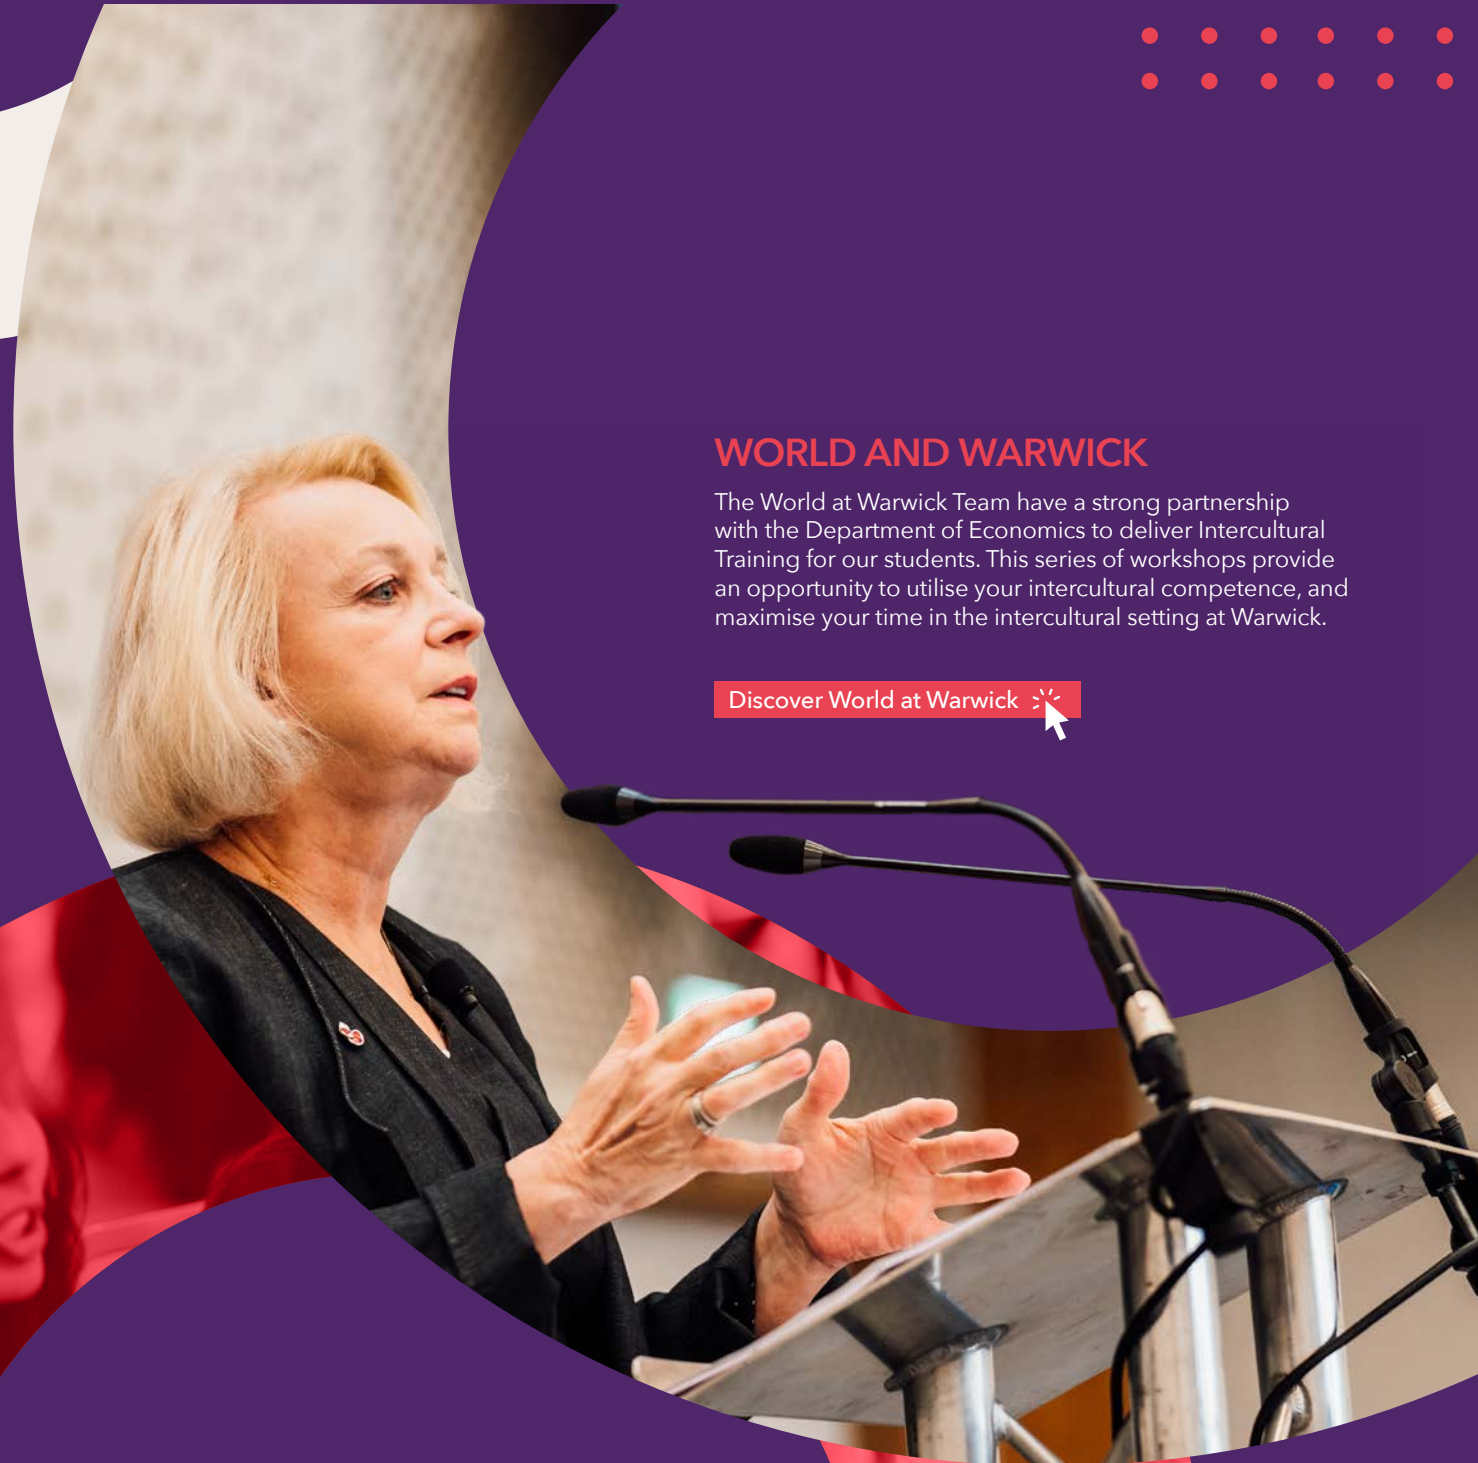 WORLD AND WARWICK
The World at Warwick Team have a strong partnership
with the Department of Economics to deliver Intercultural
Training for our students. This series of workshops provide
an opportunity to utilise your intercultural competence, and
maximise your time in the intercultural setting at Warwick.
Discover World at Warwick